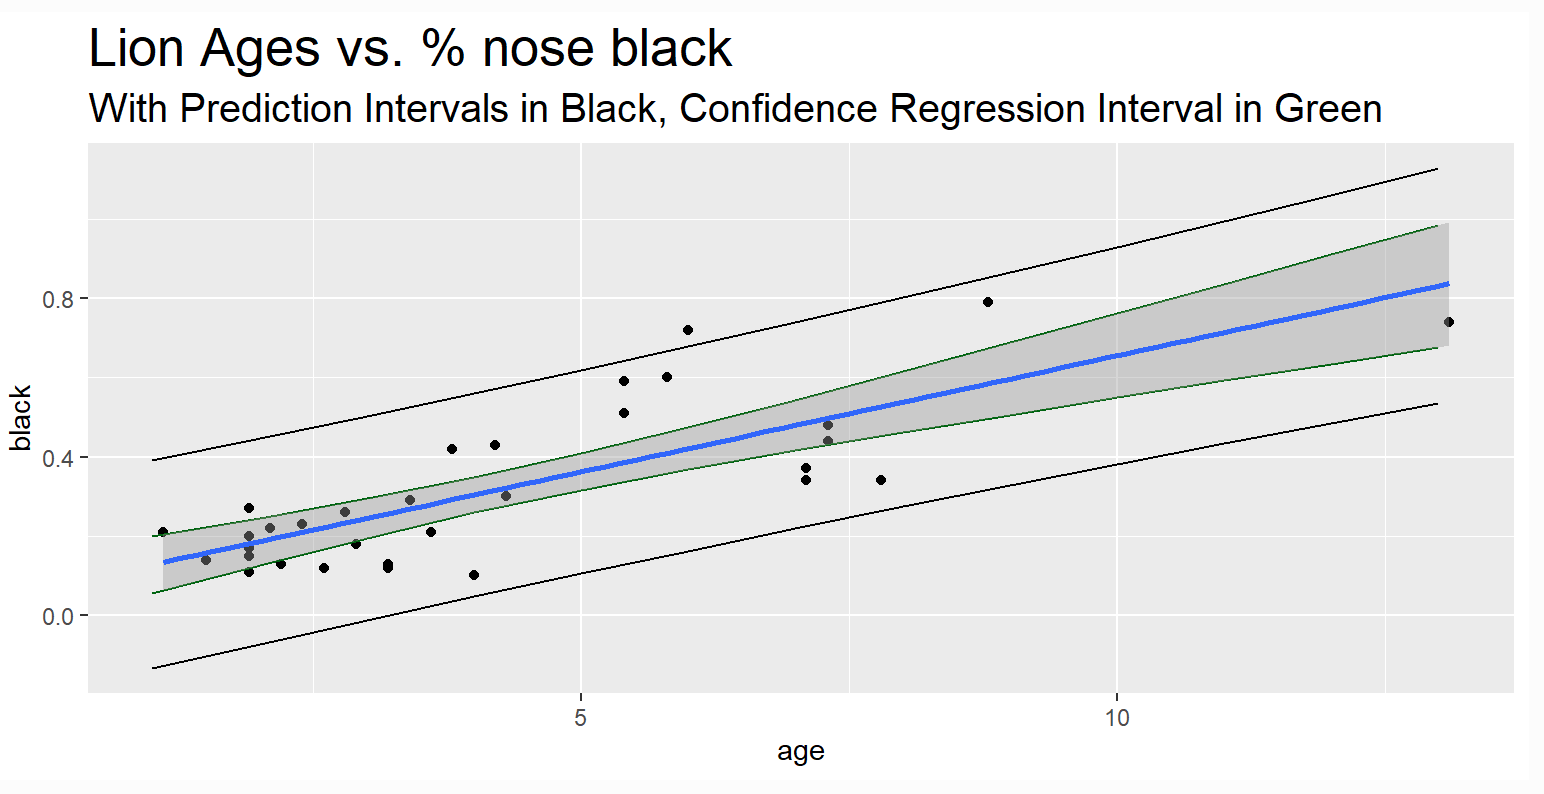 Lion Ages vs. % nose black
With Prediction Intervals in Black, Confidence Regression Interval in Green
black
0.8
0.4
0.0
5
10
age